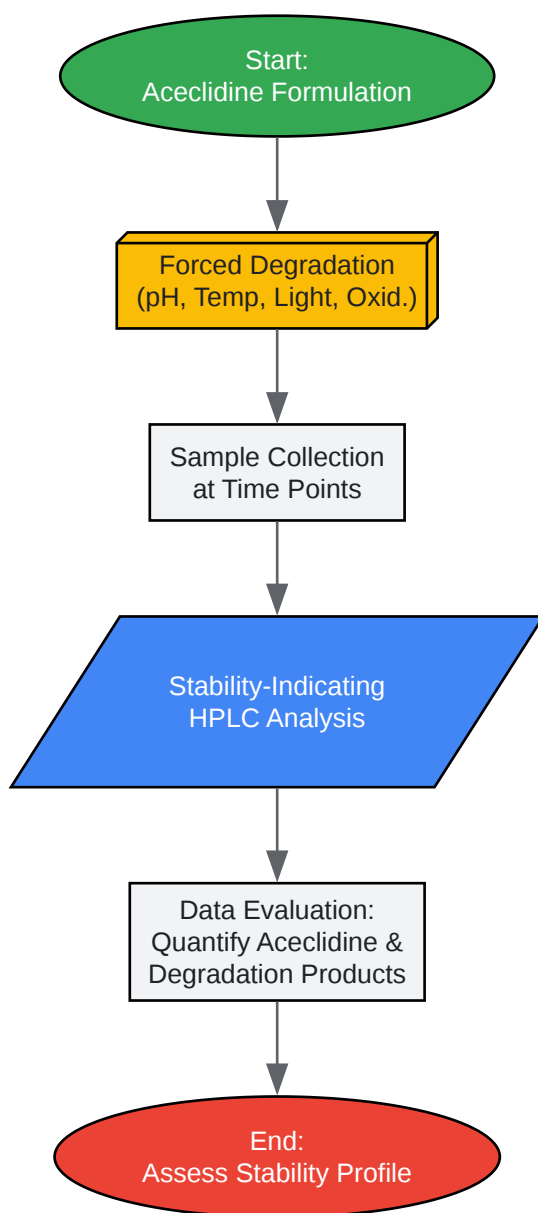 Start:
Aceclidine Formulation
Forced Degradation
(pH, Temp, Light, Oxid.)
Sample Collection
at Time Points
Stability-Indicating
HPLC Analysis
Data Evaluation:
Quantify Aceclidine &
Degradation Products
End:
Assess Stability Profile